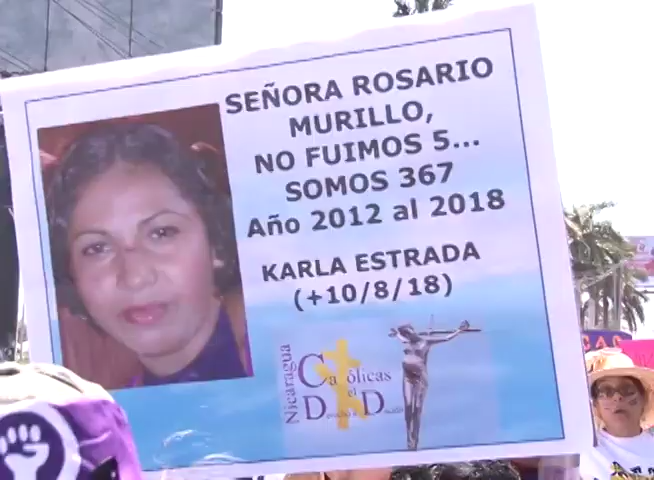 SEÑORA ROSARIO
MURILLO,
NO FUIMOS 5...
SOMOS 367
Año 2012 al 2018
KARLA ESTRADA
(+10/8/18)
Nicaragua
Católicas
el
D D